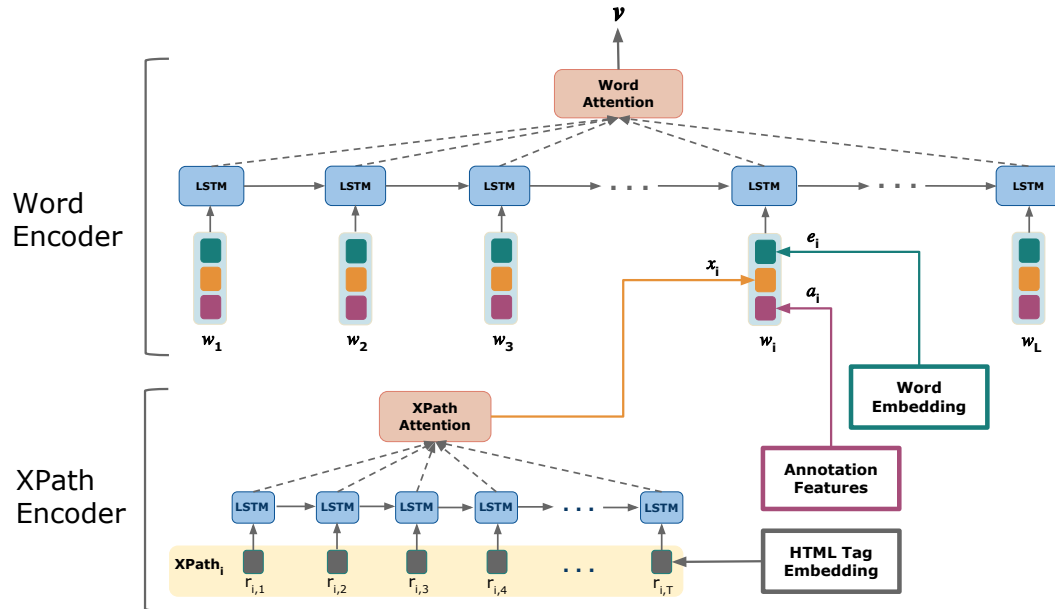 v
Word
Attention
LSTM LSTM LSTM . . . LSTM . . . LSTM
Word
Encoder
e_i
x_i
a_i
w_1 w_2 w_3 w_i w_L
Word
Embedding
XPath
Attention
Annotation
Features
XPath
Encoder
LSTM LSTM LSTM LSTM . . . LSTM
HTML Tag
Embedding
XPath_i
r_i,1 r_i,2 r_i,3 r_i,4 . . . r_i,T